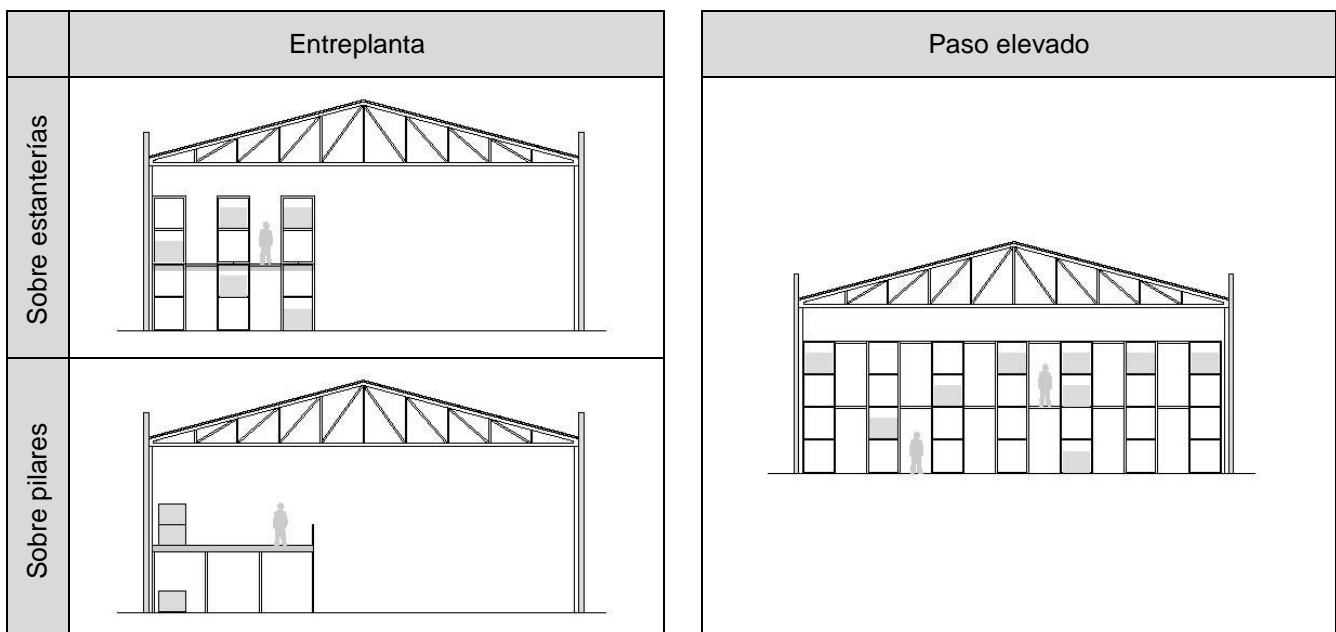 Entreplanta
Paso elevado
Sobre estanterías
Sobre pilares